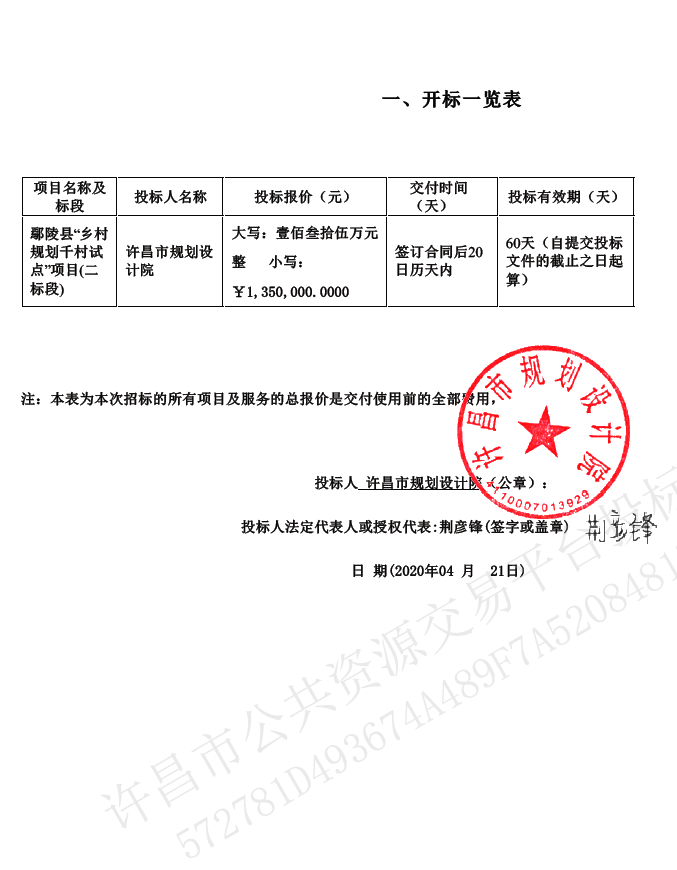 一、开标一览表
项目名称及
标段
投标人名称
投标报价（元）
交付时间
（天）
投标有效期（天）
鄢陵县“乡村
规划千村试
点”项目(二
标段)
许昌市规划设
计院
大写：壹佰叁拾伍万元
整 小写：
￥1,350,000.0000
签订合同后20
日历天内
60天（自提交投标
文件的截止之日起
算）
注：本表为本次招标的所有项目及服务的总报价是交付使用前的全部费用，
许昌市规划设计院
4110007013929
投标人 许昌市规划设计院（公章）：
投标人法定代表人或授权代表:荆彦锋(签字或盖章) 荆彦锋
日 期(2020年04 月 21日)
许昌市公共资源交易平台投标
572781D493674A489F7A5208481